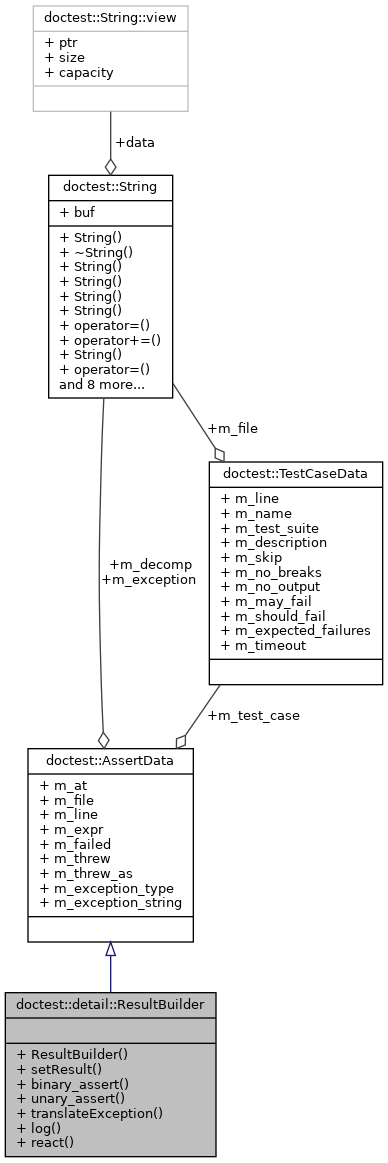 doctest::String::view
+ ptr
+ size
+ capacity
+data
doctest::String
+ buf
+ String()
+ ~String()
+ String()
+ String()
+ String()
+ String()
+ operator=()
+ operator+=()
+ String()
+ operator=()
and 8 more...
+m_file
doctest::TestCaseData
+ m_line
+ m_name
+ m_test_suite
+ m_description
+ m_skip
+ m_no_breaks
+ m_no_output
+ m_may_fail
+ m_should_fail
+ m_expected_failures
+ m_timeout
+m_decomp
+m_exception
+m_test_case
doctest::AssertData
+ m_at
+ m_file
+ m_line
+ m_expr
+ m_failed
+ m_threw
+ m_threw_as
+ m_exception_type
+ m_exception_string
doctest::detail::ResultBuilder
+ ResultBuilder()
+ setResult()
+ binary_assert()
+ unary_assert()
+ translateException()
+ log()
+ react()